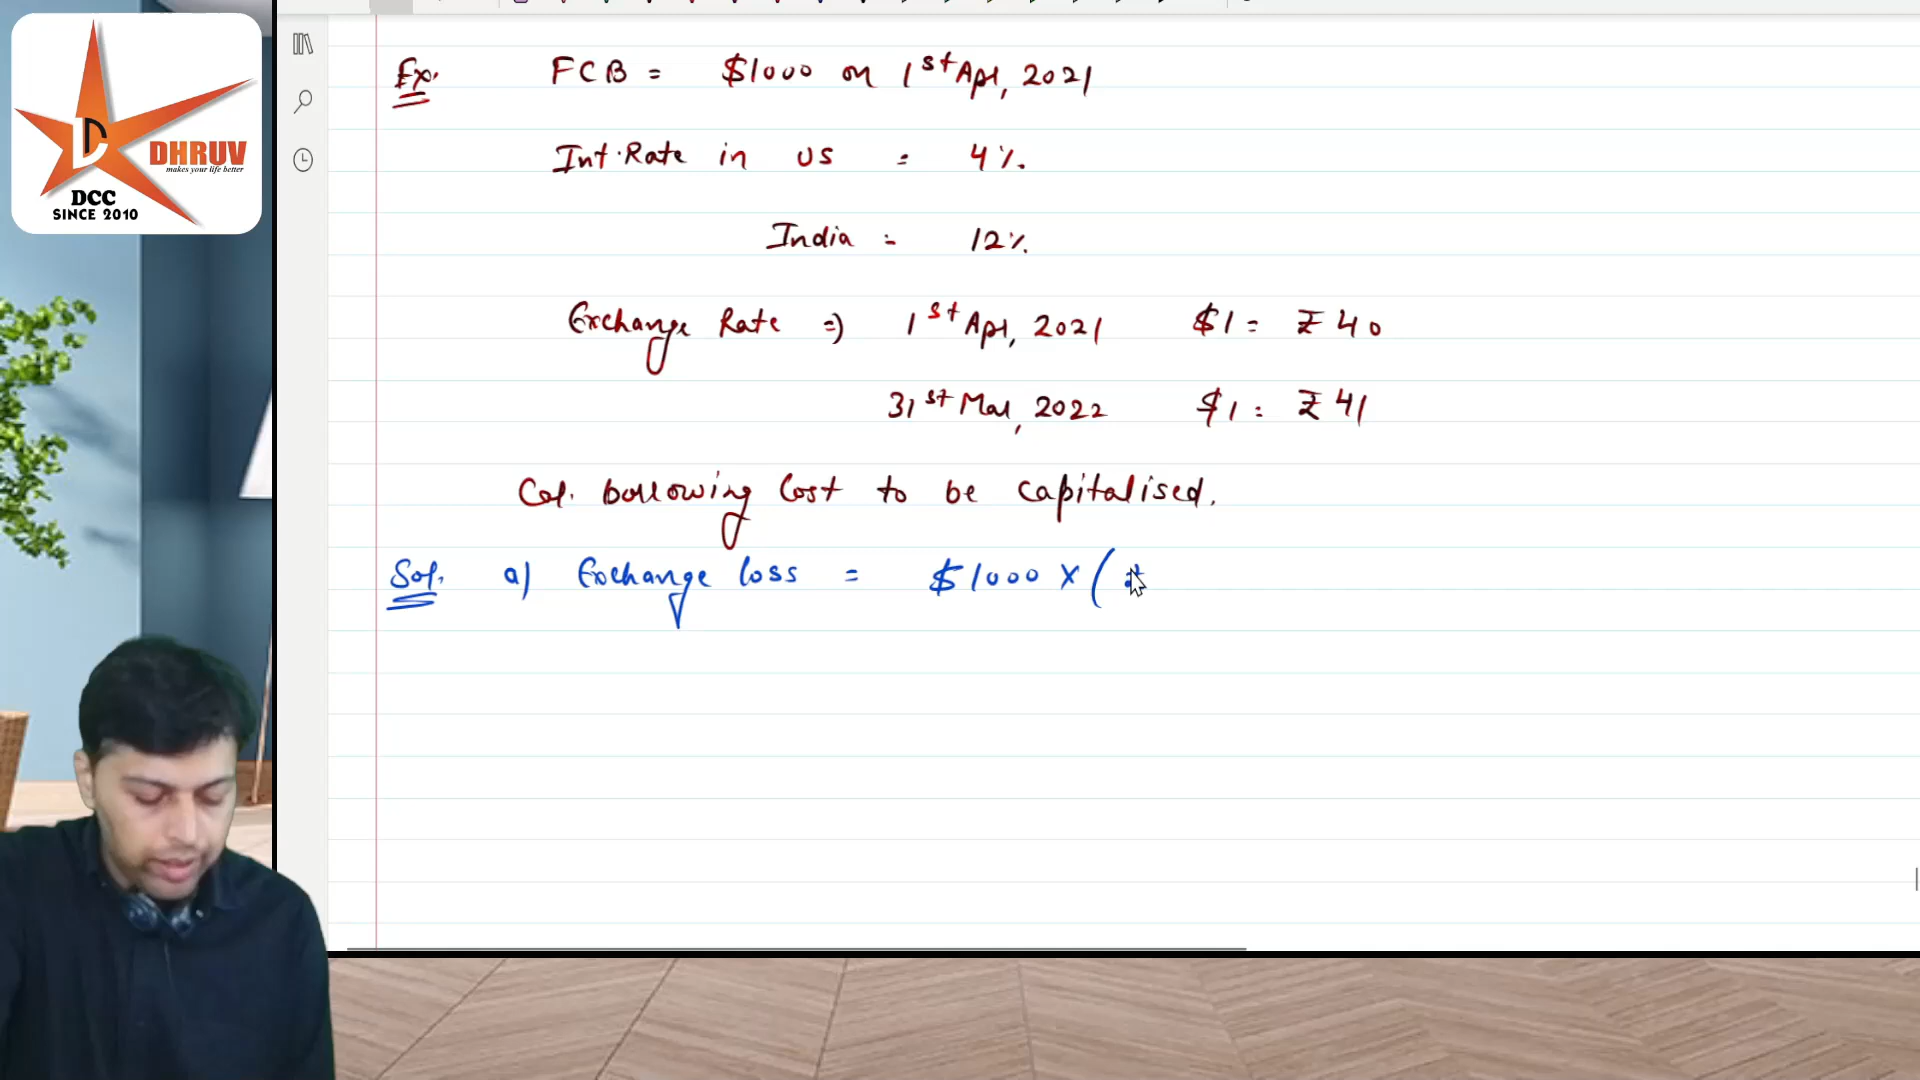 DC
DHRUV
makes your life better
DCC
SINCE 2010
Ex. FCB = $1000 on 1st Apr, 2021
Int. Rate in US = 4%.
India = 12%.
Exchange Rate => 1st Apr, 2021 $1 = ₹40
31st Mar, 2022 $1 = ₹41
Cal. borrowing cost to be capitalised.
Sol. a) Exchange loss = $1000 x (